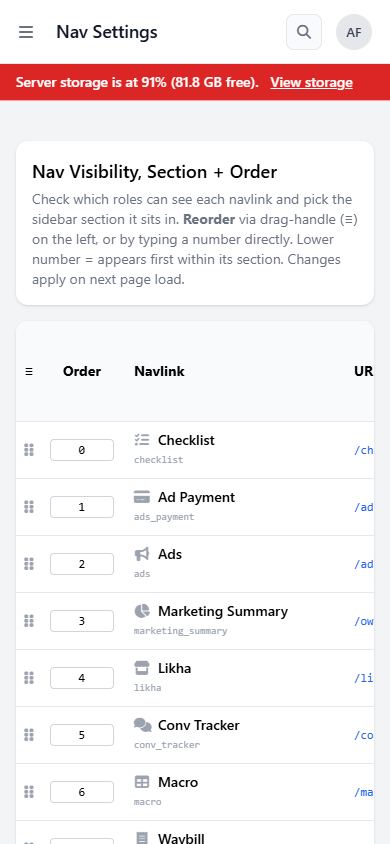 Nav Settings
AF
Server storage is at 91% (81.8 GB free). View storage
Nav Visibility, Section + Order
Check which roles can see each navlink and pick the
sidebar section it sits in. Reorder via drag-handle (≡)
on the left, or by typing a number directly. Lower
number = appears first within its section. Changes
apply on next page load.
≡ Order Navlink UR
0 Checklist /ch
checklist
1 Ad Payment /ad
ads_payment
2 Ads /ad
ads
3 Marketing Summary /ow
marketing_summary
4 Likha /li
likha
5 Conv Tracker /co
conv_tracker
6 Macro /ma
macro
Waybill